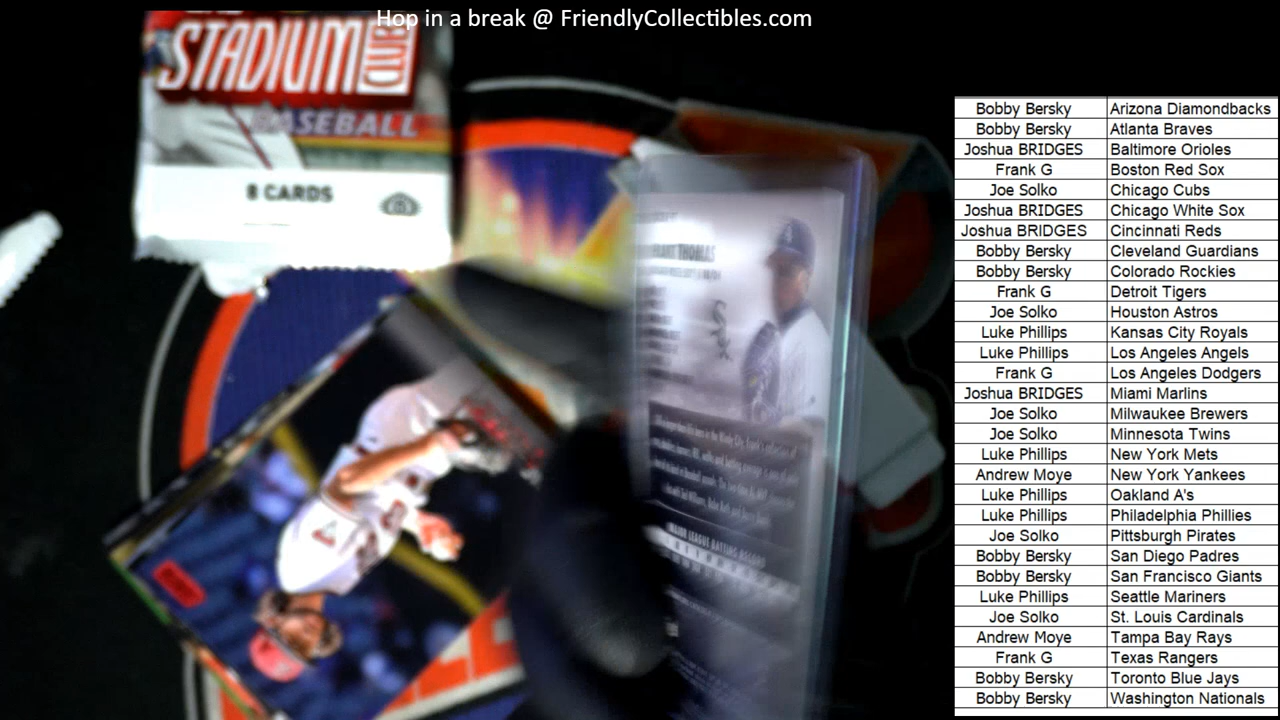 Hop in a break @ FriendlyCollectibles.com
STADIUM CLUB
BASEBALL
8 CARDS
FRANK THOMAS
Sox
MAJOR LEAGUE BATTING RECORD
Bobby Bersky Arizona Diamondbacks
Bobby Bersky Atlanta Braves
Joshua BRIDGES Baltimore Orioles
Frank G Boston Red Sox
Joe Solko Chicago Cubs
Joshua BRIDGES Chicago White Sox
Joshua BRIDGES Cincinnati Reds
Bobby Bersky Cleveland Guardians
Bobby Bersky Colorado Rockies
Frank G Detroit Tigers
Joe Solko Houston Astros
Luke Phillips Kansas City Royals
Luke Phillips Los Angeles Angels
Frank G Los Angeles Dodgers
Joshua BRIDGES Miami Marlins
Joe Solko Milwaukee Brewers
Joe Solko Minnesota Twins
Luke Phillips New York Mets
Andrew Moye New York Yankees
Luke Phillips Oakland A's
Luke Phillips Philadelphia Phillies
Joe Solko Pittsburgh Pirates
Bobby Bersky San Diego Padres
Bobby Bersky San Francisco Giants
Luke Phillips Seattle Mariners
Joe Solko St. Louis Cardinals
Andrew Moye Tampa Bay Rays
Frank G Texas Rangers
Bobby Bersky Toronto Blue Jays
Bobby Bersky Washington Nationals